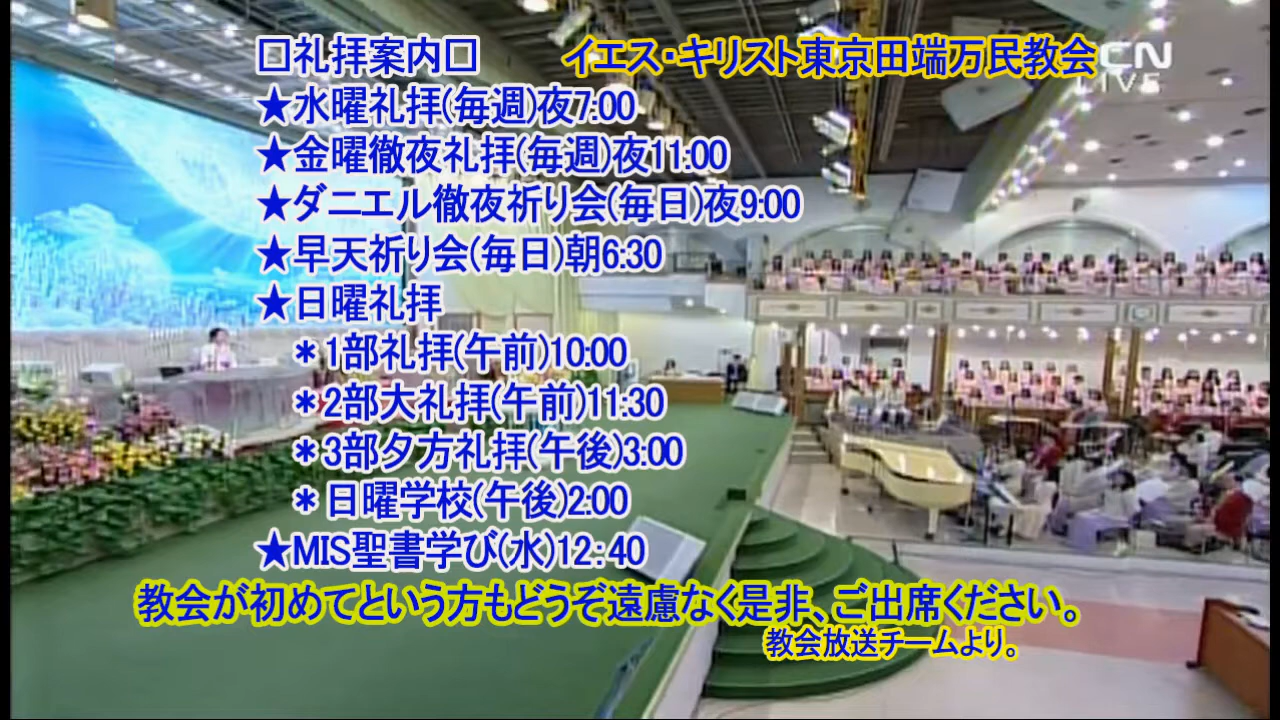 □礼拝案内□ イエス・キリスト東京田端万民教会
CN
LIVE
★水曜礼拝(毎週)夜7:00
★金曜徹夜礼拝(毎週)夜11:00
★ダニエル徹夜祈り会(毎日)夜9:00
★早天祈り会(毎日)朝6:30
★日曜礼拝
＊1部礼拝(午前)10:00
＊2部大礼拝(午前)11:30
＊3部夕方礼拝(午後)3:00
＊日曜学校(午後)2:00
★MIS聖書学び(水)12:40
教会が初めてという方もどうぞ遠慮なく是非、ご出席ください。
教会放送チームより。